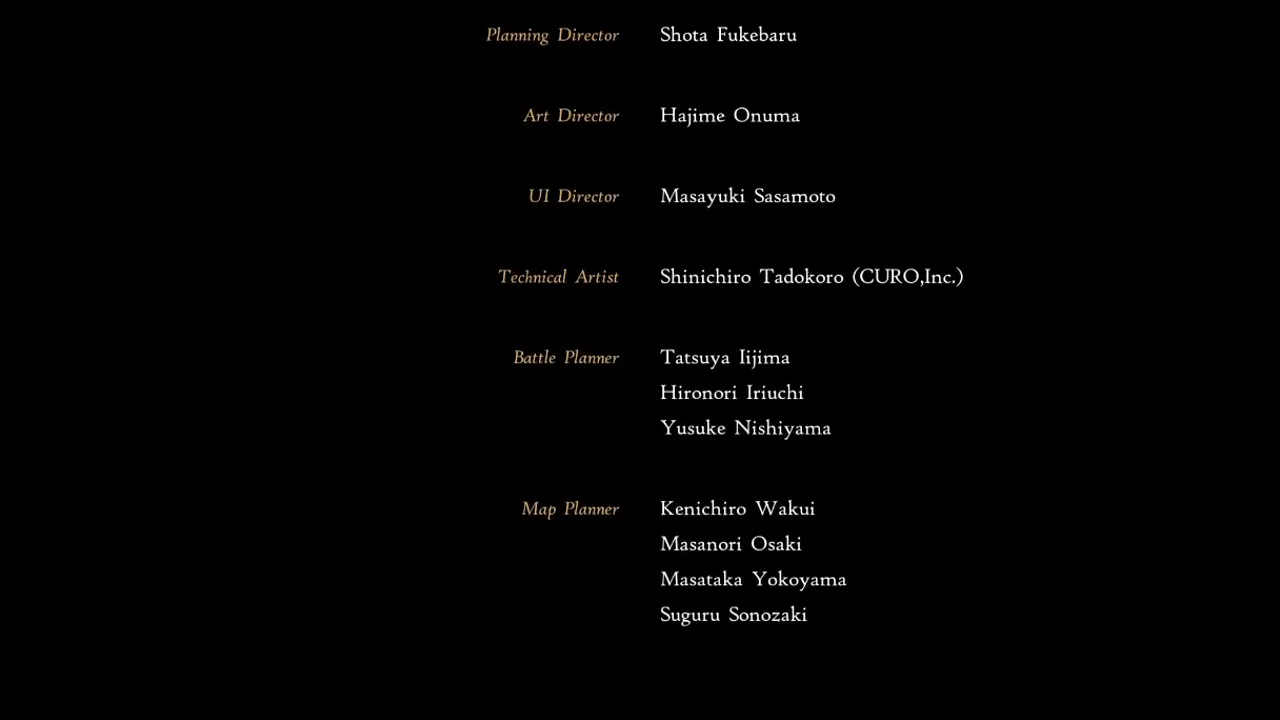 Planning Director Shota Fukebaru
Art Director Hajime Onuma
UI Director Masayuki Sasamoto
Technical Artist Shinichiro Tadokoro (CURO,Inc.)
Battle Planner Tatsuya Iijima
Hironori Iriuchi
Yusuke Nishiyama
Map Planner Kenichiro Wakui
Masanori Osaki
Masataka Yokoyama
Suguru Sonozaki